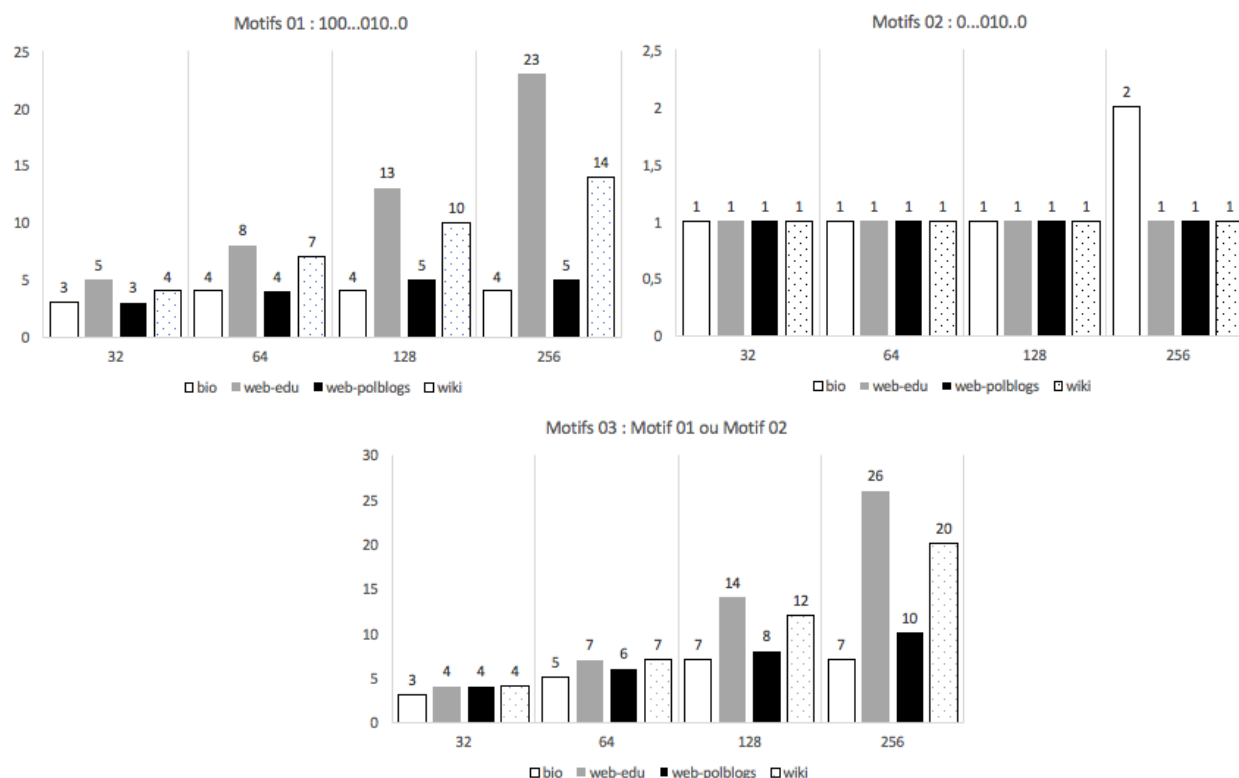 Motifs 01 : 100...010..0
25
20
15
10
5
0
3 5 3 4
4 8 4 7
4 13 5 10
4 23 5 14
32 64 128 256
bio web-edu web-polblogs wiki
Motifs 02 : 0...010..0
2,5
2
1,5
1
0,5
0
1 1 1 1
1 1 1 1
1 1 1 1
2 1 1 1
32 64 128 256
bio web-edu web-polblogs wiki
Motifs 03 : Motif 01 ou Motif 02
30
25
20
15
10
5
0
3 4 4 4
5 7 6 7
7 14 8 12
7 26 10 20
32 64 128 256
bio web-edu web-polblogs wiki